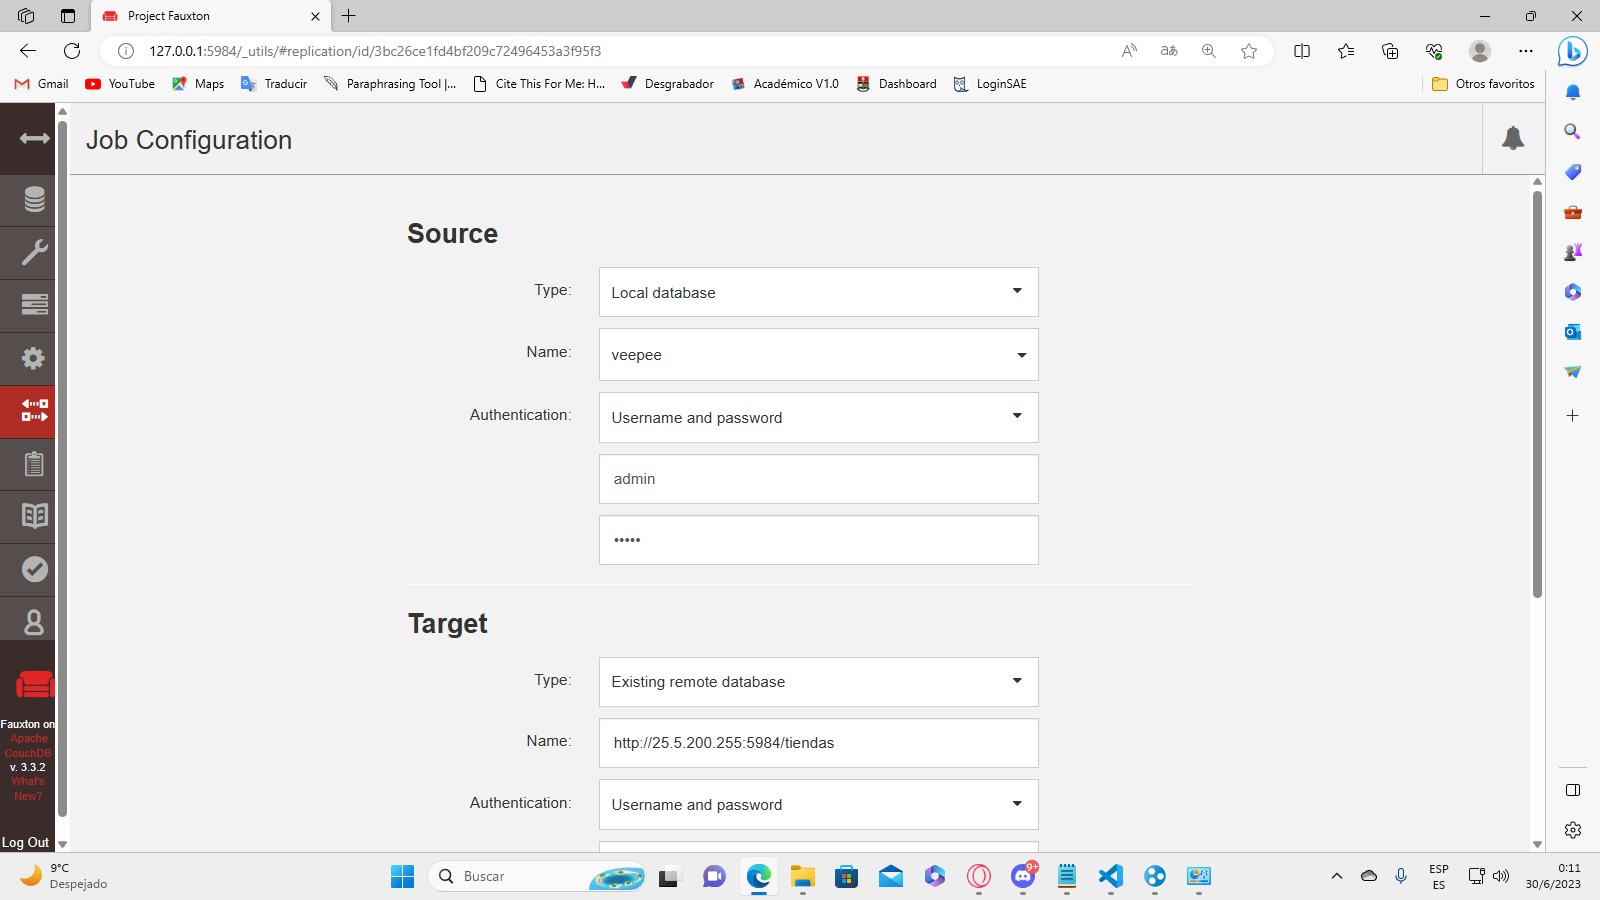 Project Fauxton
127.0.0.1:5984/_utils/#replication/id/3bc26ce1fd4bf209c72496453a3f95f3
Gmail YouTube Maps Traducir Paraphrasing Tool |... Cite This For Me: H... Desgrabador Académico V1.0 Dashboard LoginSAE Otros favoritos
Job Configuration
Source
Type: Local database
Name: veepee
Authentication: Username and password
admin
•••••
Target
Type: Existing remote database
Name: http://25.5.200.255:5984/tiendas
Authentication: Username and password
Fauxton on
Apache
CouchDB
v. 3.3.2
What's
New?
Log Out
9°C
Despejado
Buscar
9+
ESP
ES
0:11
30/6/2023